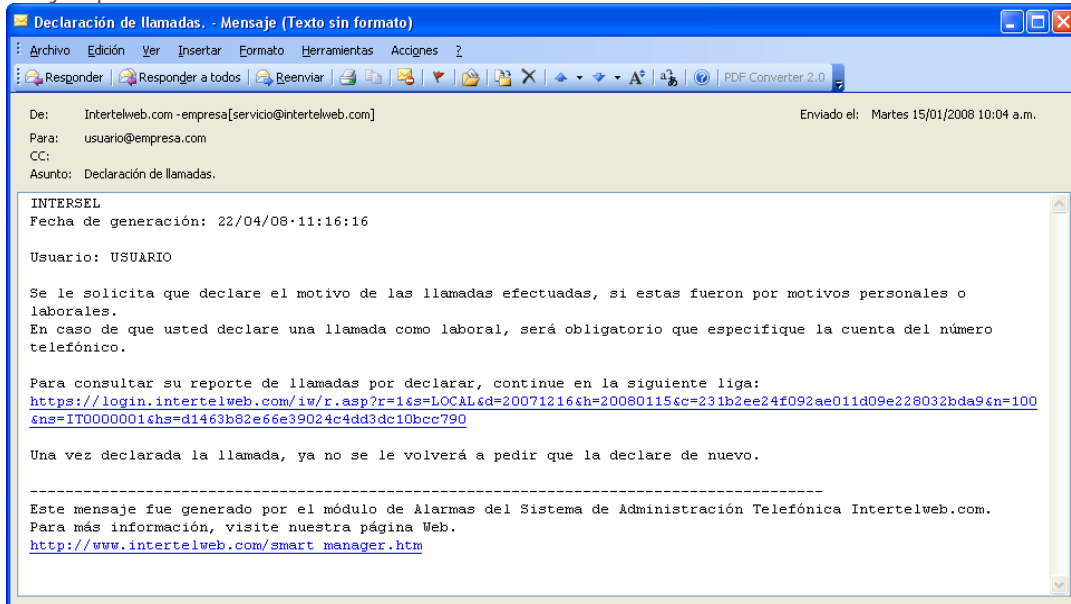 Declaración de llamadas. - Mensaje (Texto sin formato)
Archivo Edición Ver Insertar Formato Herramientas Acciones ?
Responder Responder a todos Reenviar PDF Converter 2.0
De: Intertelweb.com -empresa[servicio@intertelweb.com] Enviado el: Martes 15/01/2008 10:04 a.m.
Para: usuario@empresa.com
CC:
Asunto: Declaración de llamadas.
INTERSEL
Fecha de generación: 22/04/08·11:16:16
Usuario: USUARIO
Se le solicita que declare el motivo de las llamadas efectuadas, si estas fueron por motivos personales o
laborales.
En caso de que usted declare una llamada como laboral, será obligatorio que especifique la cuenta del número
telefónico.
Para consultar su reporte de llamadas por declarar, continue en la siguiente liga:
https://login.intertelweb.com/iw/r.asp?r=1&s=LOCAL&d=20071216&h=20080115&c=231b2ee24f092ae011d09e228032bda9&n=100
&ns=IT0000001&hs=d1463b82e66e39024c4dd3dc10bcc790
Una vez declarada la llamada, ya no se le volverá a pedir que la declare de nuevo.
-----------------------------------------------------------------------------------------
Este mensaje fue generado por el módulo de Alarmas del Sistema de Administración Telefónica Intertelweb.com.
Para más información, visite nuestra página Web.
http://www.intertelweb.com/smart_manager.htm